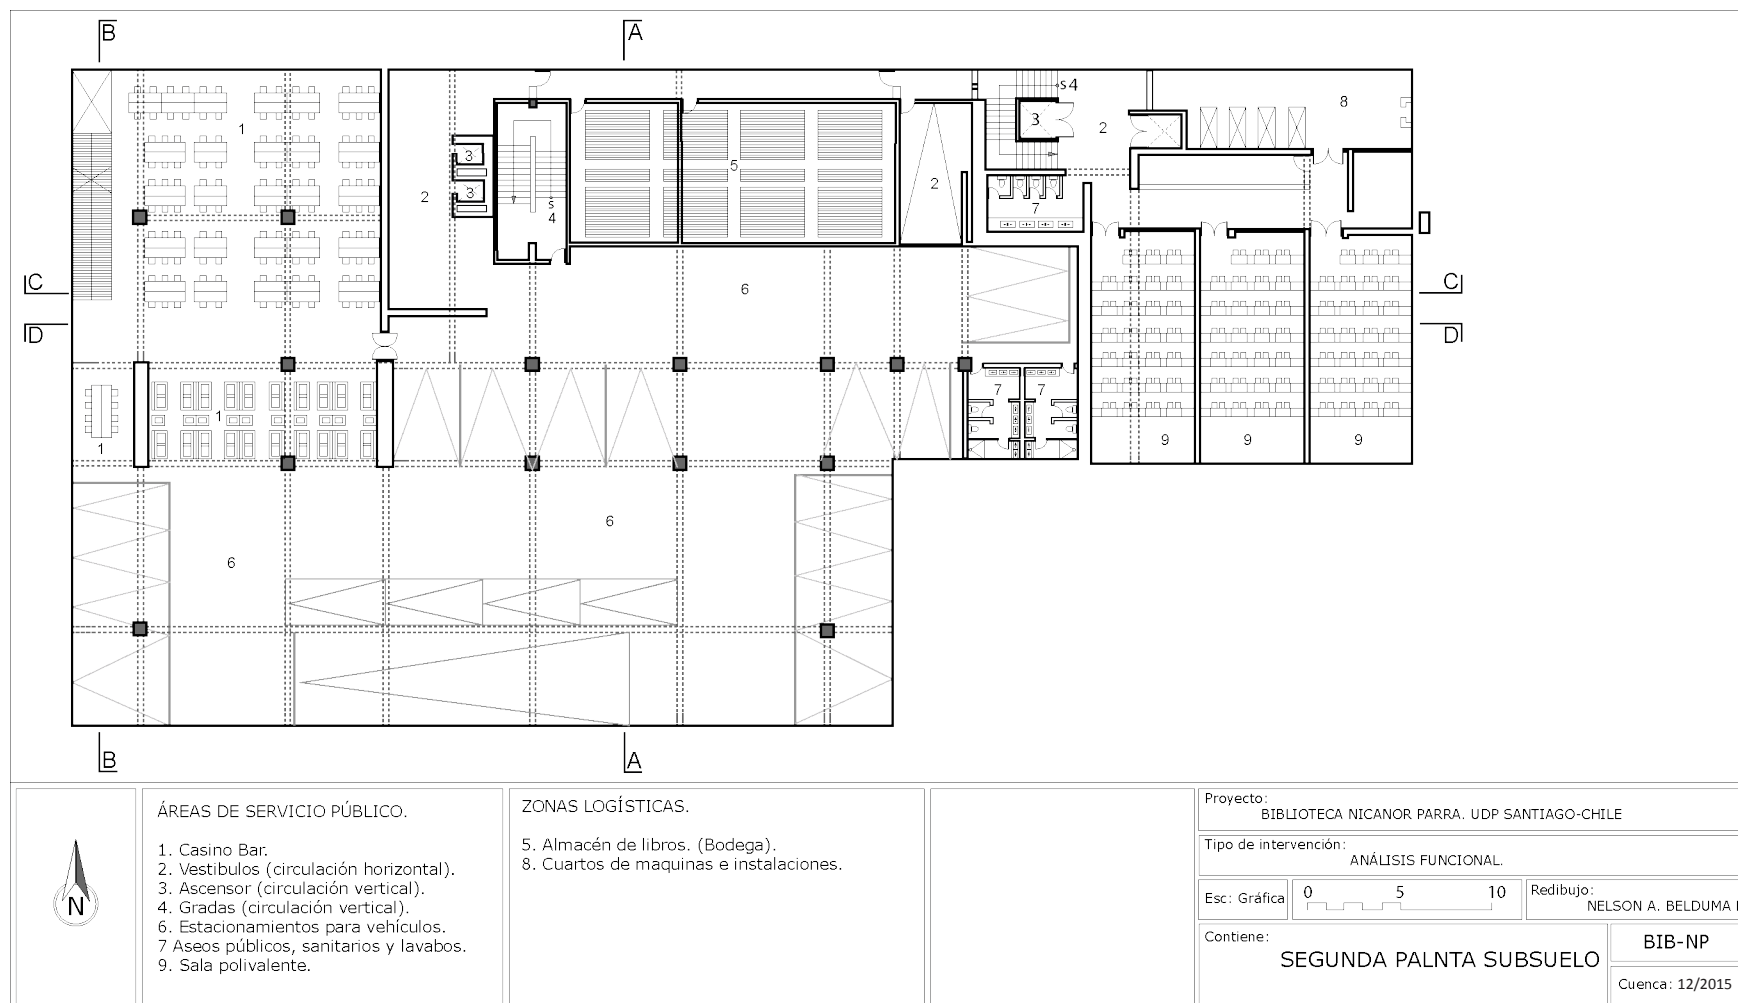 B
A
1
s 4
3
8
2
3
5
2
3
2
s
4
7
C
6
C
D
D
1
7
7
1
9
9
9
6
6
B
A
ÁREAS DE SERVICIO PÚBLICO.
1. Casino Bar.
2. Vestibulos (circulación horizontal).
3. Ascensor (circulación vertical).
4. Gradas (circulación vertical).
6. Estacionamientos para vehículos.
7 Aseos públicos, sanitarios y lavabos.
9. Sala polivalente.
ZONAS LOGÍSTICAS.
5. Almacén de libros. (Bodega).
8. Cuartos de maquinas e instalaciones.
N
Proyecto:
BIBLIOTECA NICANOR PARRA. UDP SANTIAGO-CHILE
Tipo de intervención:
ANÁLISIS FUNCIONAL.
Esc: Gráfica
0 5 10
Redibujo:
NELSON A. BELDUMA
Contiene:
SEGUNDA PALNTA SUBSUELO
BIB-NP
Cuenca: 12/2015